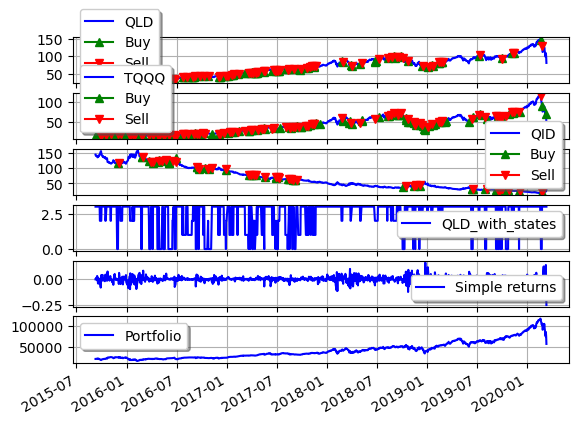 QLD
Buy
Sell
150
100
50
TQQQ
Buy
Sell
100
50
QID
Buy
Sell
150
100
50
QLD_with_states
2.5
0.0
Simple returns
0.00
−0.25
Portfolio
100000
50000
2015-07
2016-01
2016-07
2017-01
2017-07
2018-01
2018-07
2019-01
2019-07
2020-01